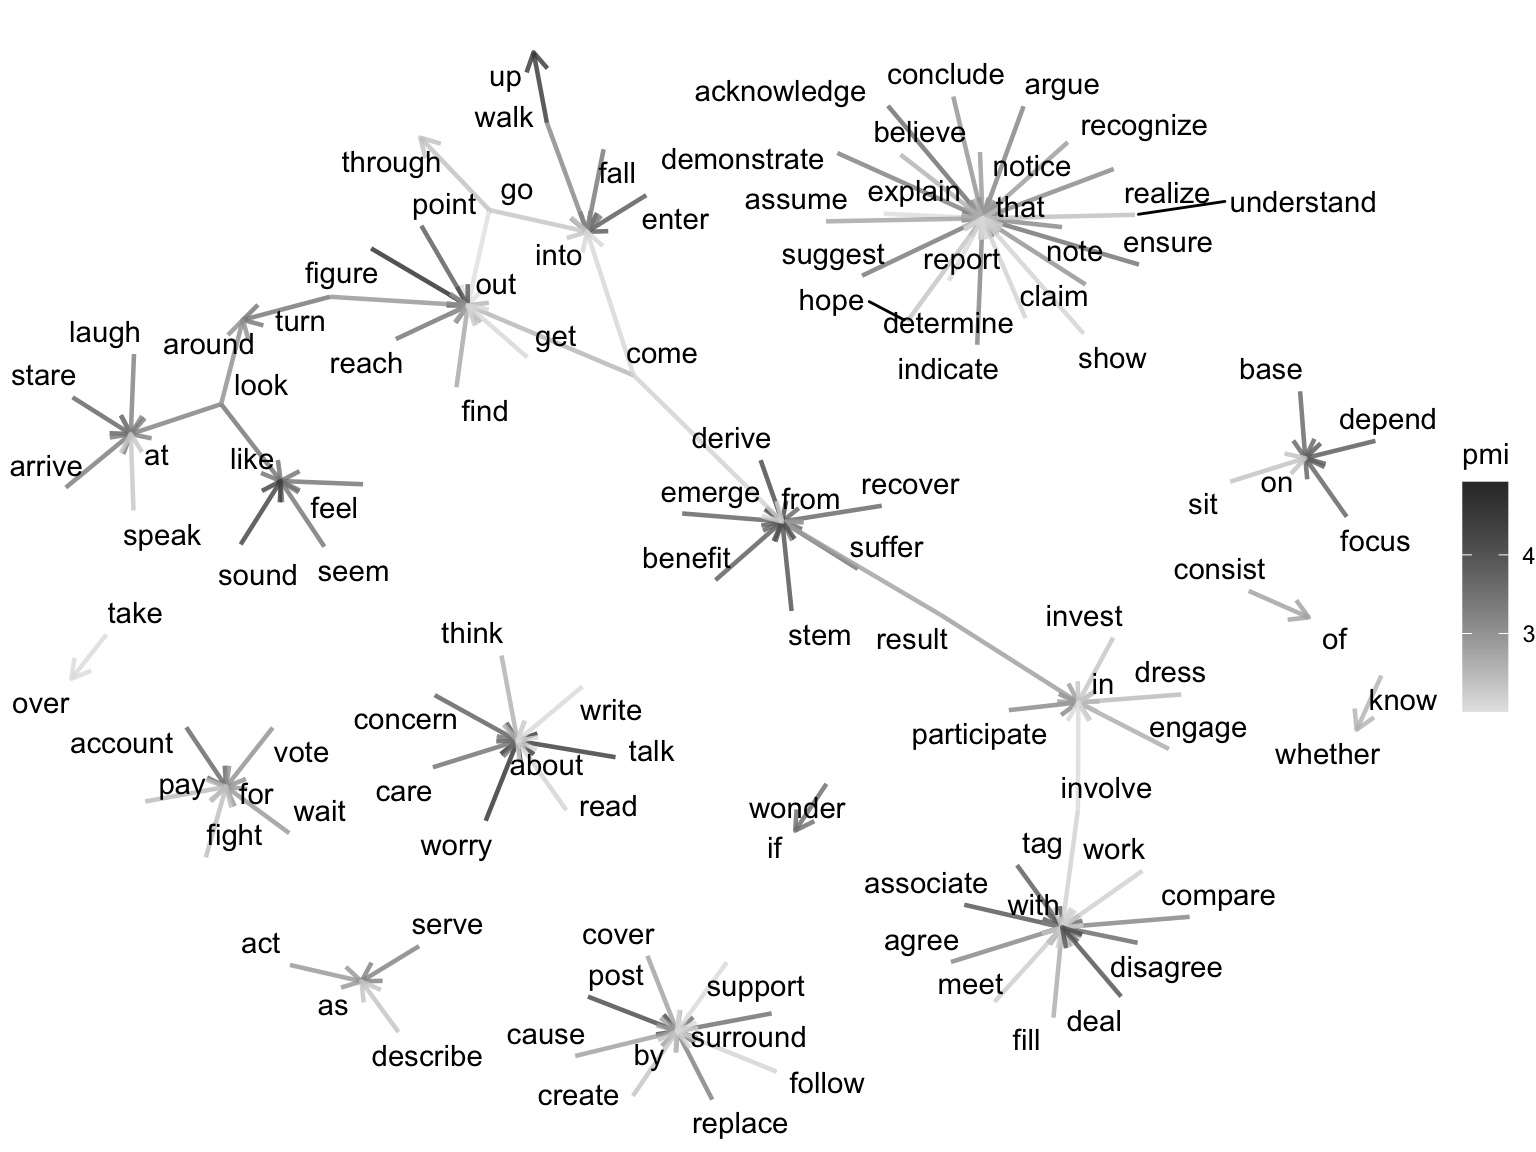 up
walk
through
go
point
fall
enter
into
figure
out
turn
around
laugh
stare
look
reach
get
come
find
arrive
at
like
speak
feel
sound
seem
acknowledge
conclude
argue
believe
recognize
demonstrate
notice
assume
explain
that
realize
understand
suggest
report
note
ensure
hope
claim
determine
indicate
show
derive
emerge
from
recover
benefit
suffer
stem
result
base
depend
sit
on
focus
consist
of
know
whether
pmi
4
3
take
over
think
concern
write
talk
about
care
read
worry
account
vote
pay
for
wait
fight
invest
in
dress
participate
engage
involve
wonder
if
tag
work
associate
with
compare
agree
disagree
meet
deal
fill
act
serve
as
describe
cover
post
support
cause
surround
by
follow
create
replace